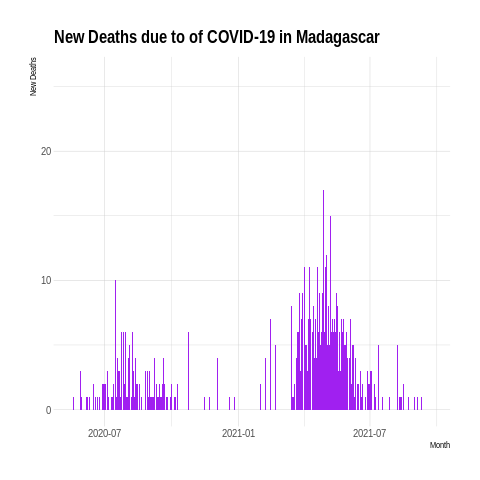 New Deaths due to of COVID-19 in Madagascar
New Deaths
20
10
0
2020-07
2021-01
2021-07
Month